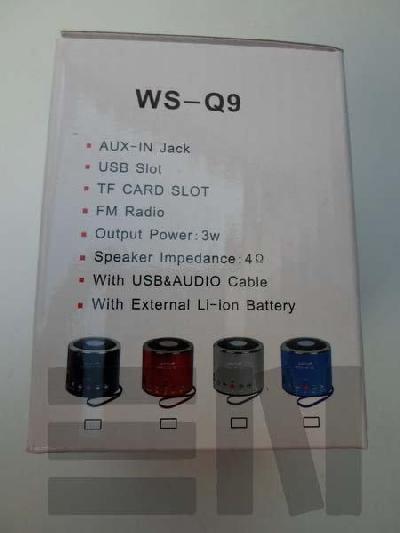 WS-Q9
AUX-IN Jack
USB Slot
TF CARD SLOT
FM Radio
Output Power:3w
Speaker Impedance:4Ω
With USB&AUDIO Cable
With External Li-ion Battery